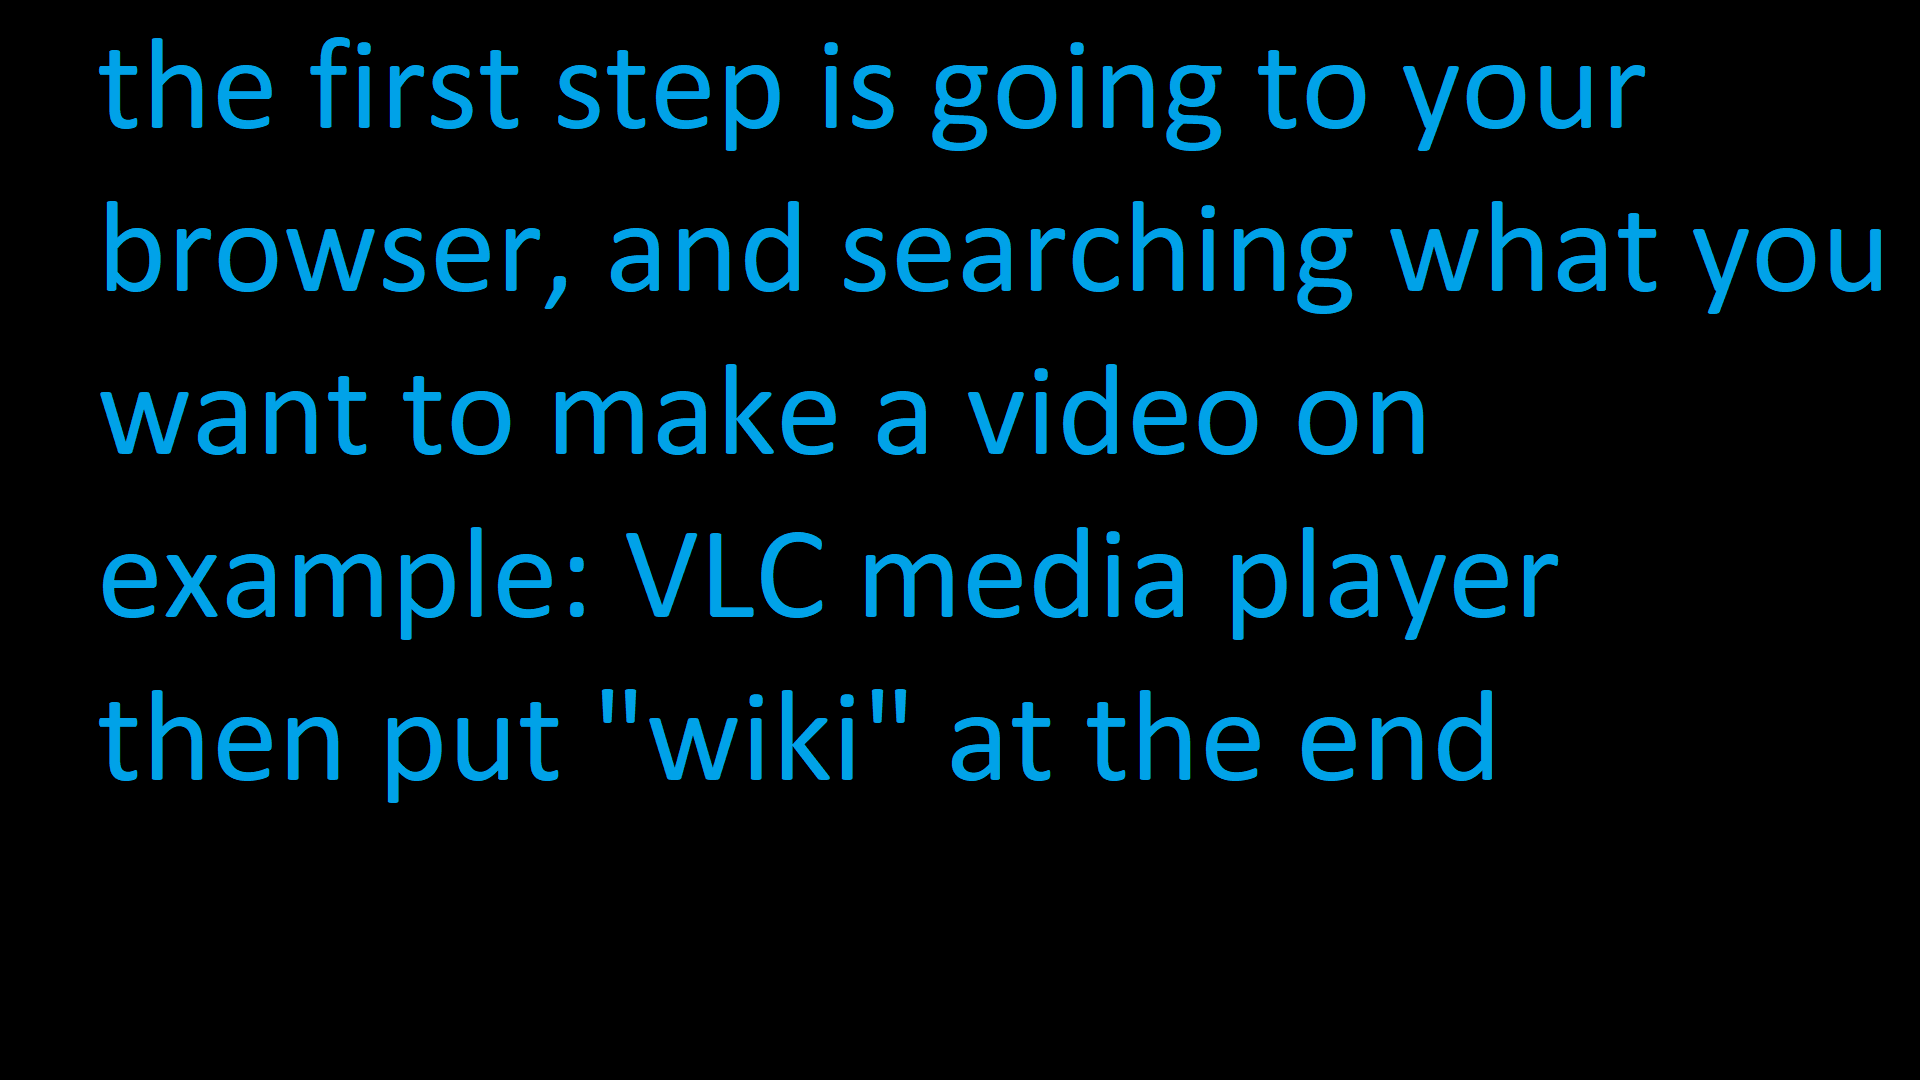 the first step is going to your
browser, and searching what you
want to make a video on
example: VLC media player
then put "wiki" at the end